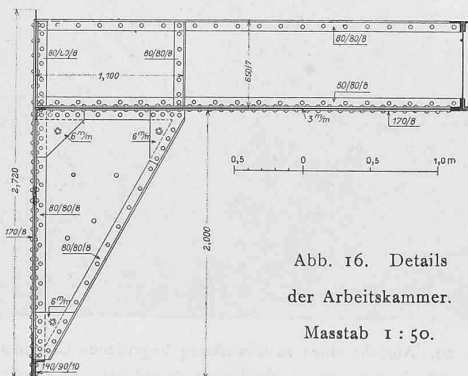 80/80/8
80/80/8
80/80/8
1,100
650/7
80/80/8
6 m/m
6 m/m
3 m/m
170/8
2,720
0,5 0 0,5 1,0 m
80/80/8
170/8
80/80/8
2,000
Abb. 16. Details
der Arbeitskammer.
Masstab 1 : 50.
6 m/m
140/90/10